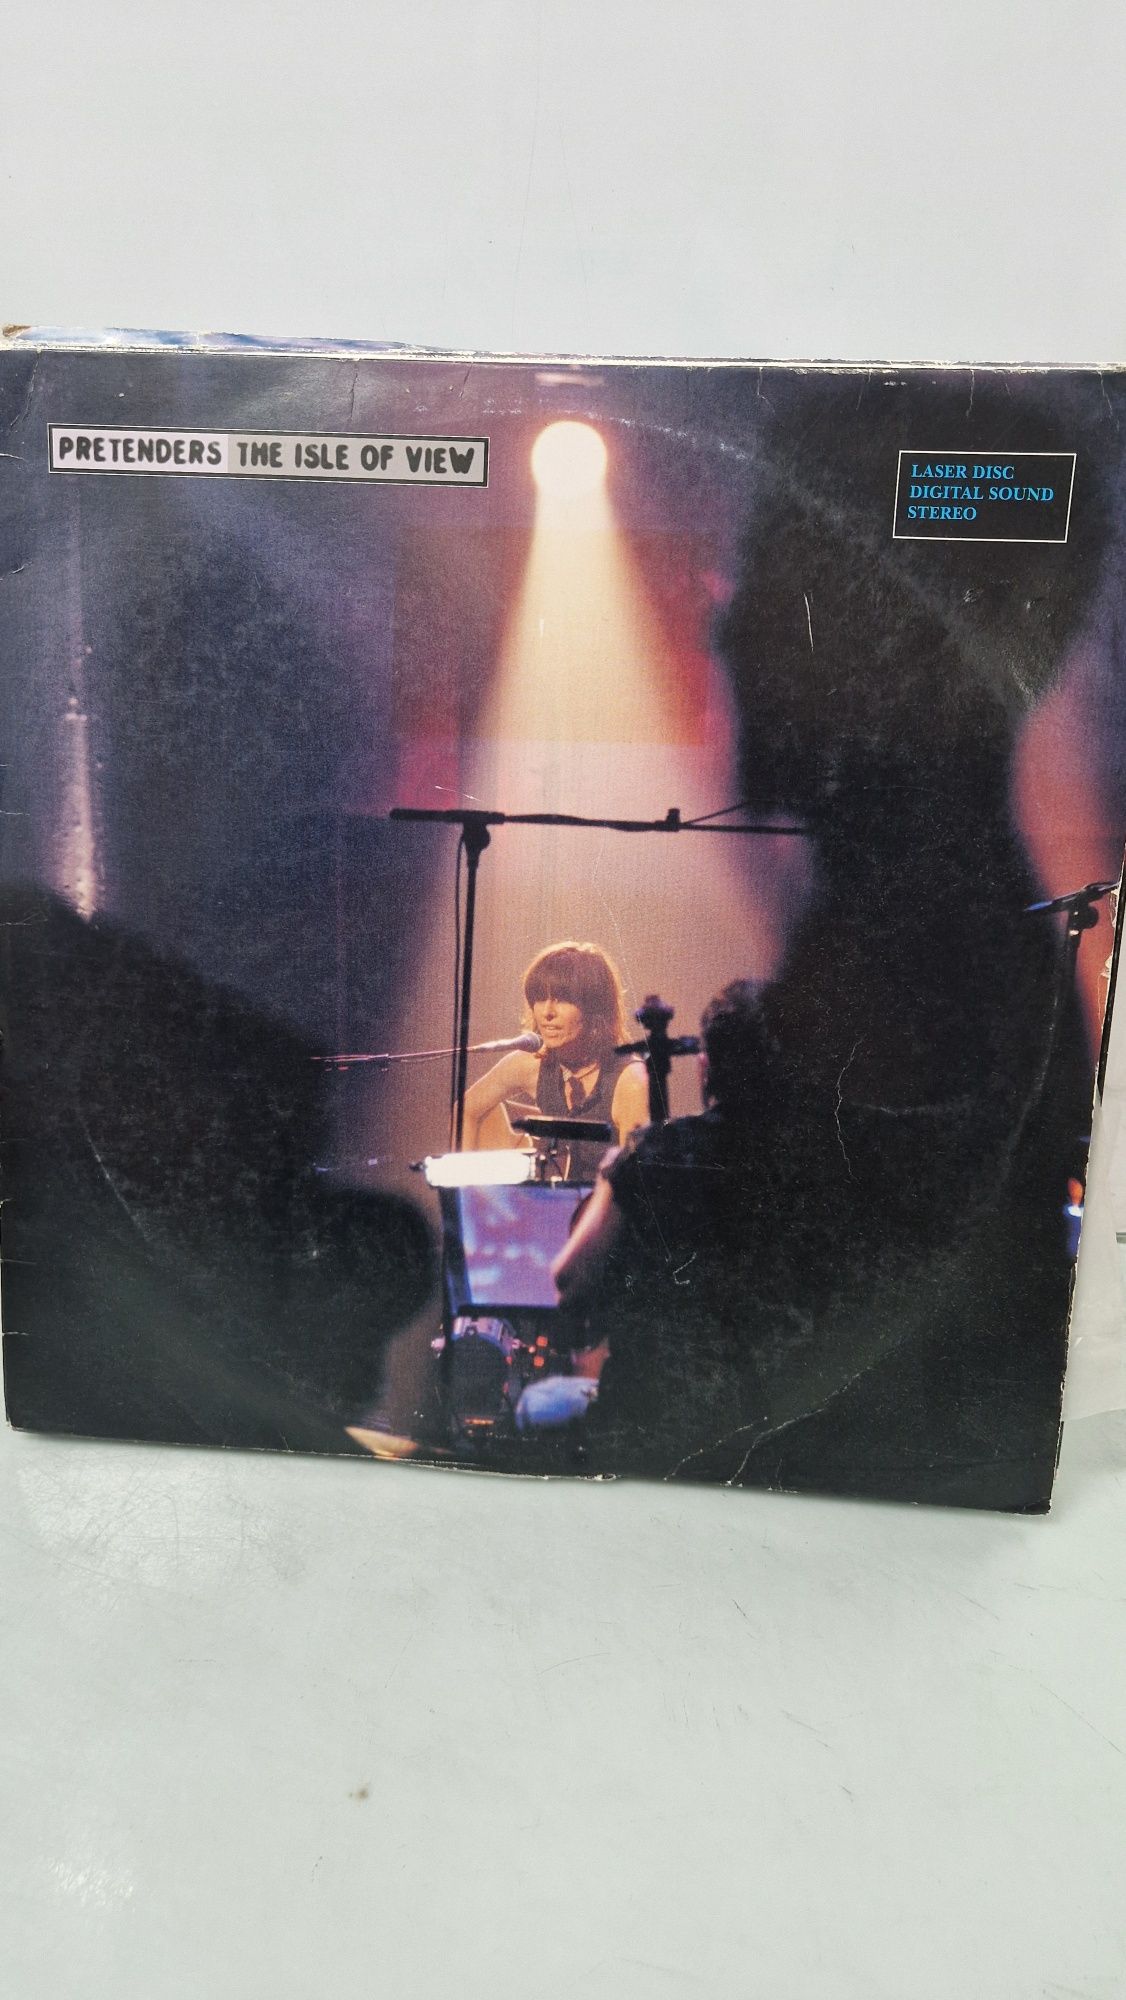 PRETENDERS THE ISLE OF VIEW
LASER DISC
DIGITAL SOUND
STEREO